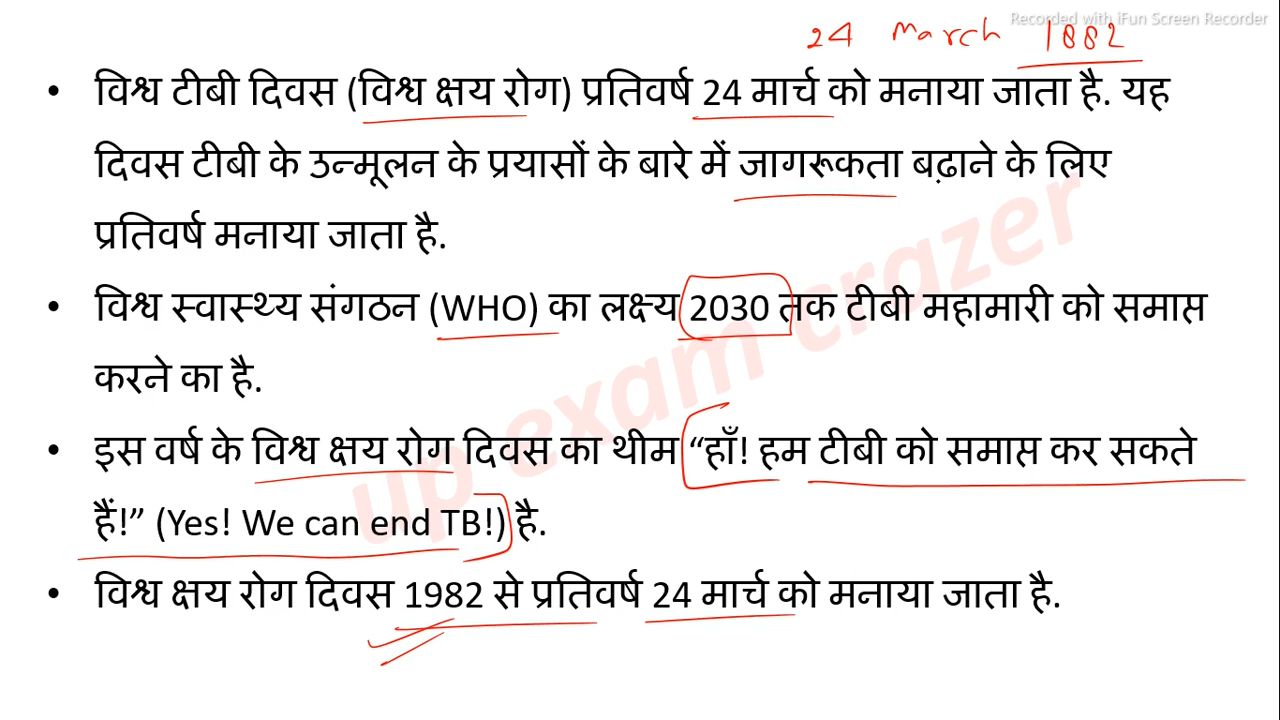 Recorded with iFun Screen Recorder
24 March 1882
• विश्व टीबी दिवस (विश्व क्षय रोग) प्रतिवर्ष 24 मार्च को मनाया जाता है. यह
दिवस टीबी के उन्मूलन के प्रयासों के बारे में जागरूकता बढ़ाने के लिए
प्रतिवर्ष मनाया जाता है.
• विश्व स्वास्थ्य संगठन (WHO) का लक्ष्य 2030 तक टीबी महामारी को समाप्त
करने का है.
• इस वर्ष के विश्व क्षय रोग दिवस का थीम “हाँ! हम टीबी को समाप्त कर सकते
हैं!” (Yes! We can end TB!) है.
• विश्व क्षय रोग दिवस 1982 से प्रतिवर्ष 24 मार्च को मनाया जाता है.
up exam crazer